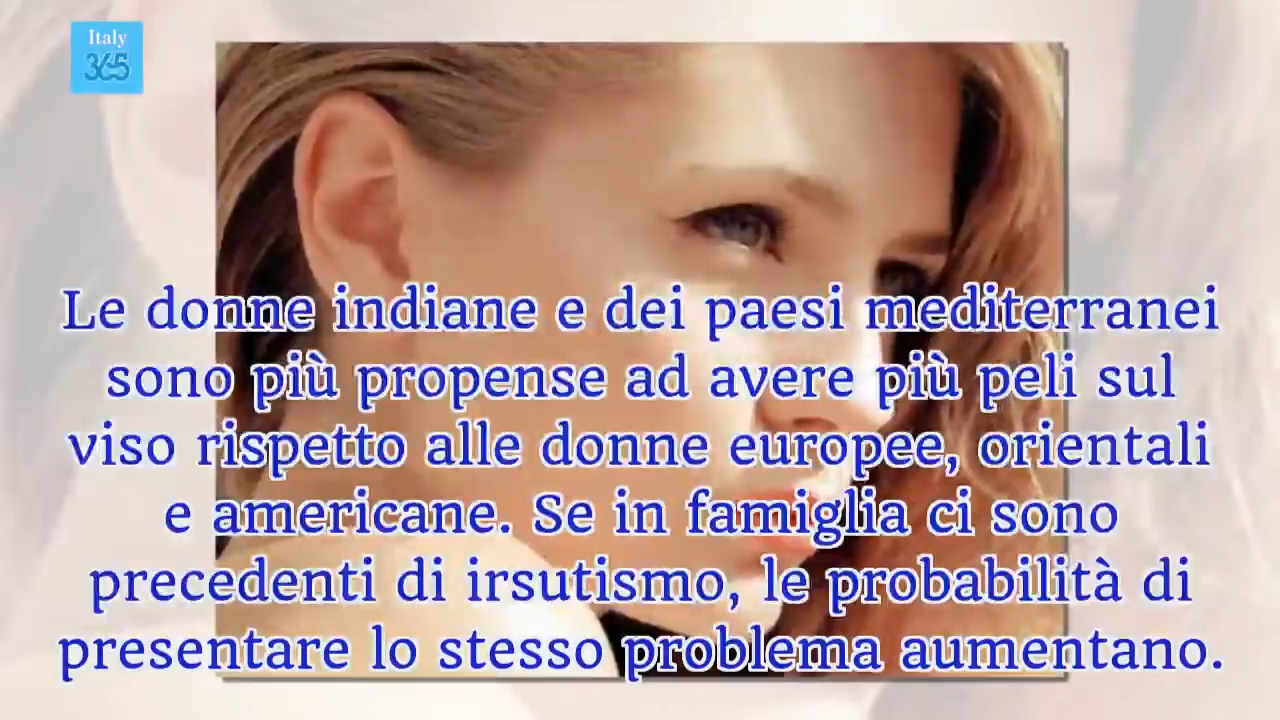 Italy
365
Le donne indiane e dei paesi mediterranei
sono più propense ad avere più peli sul
viso rispetto alle donne europee, orientali
e americane. Se in famiglia ci sono
precedenti di irsutismo, le probabilità di
presentare lo stesso problema aumentano.